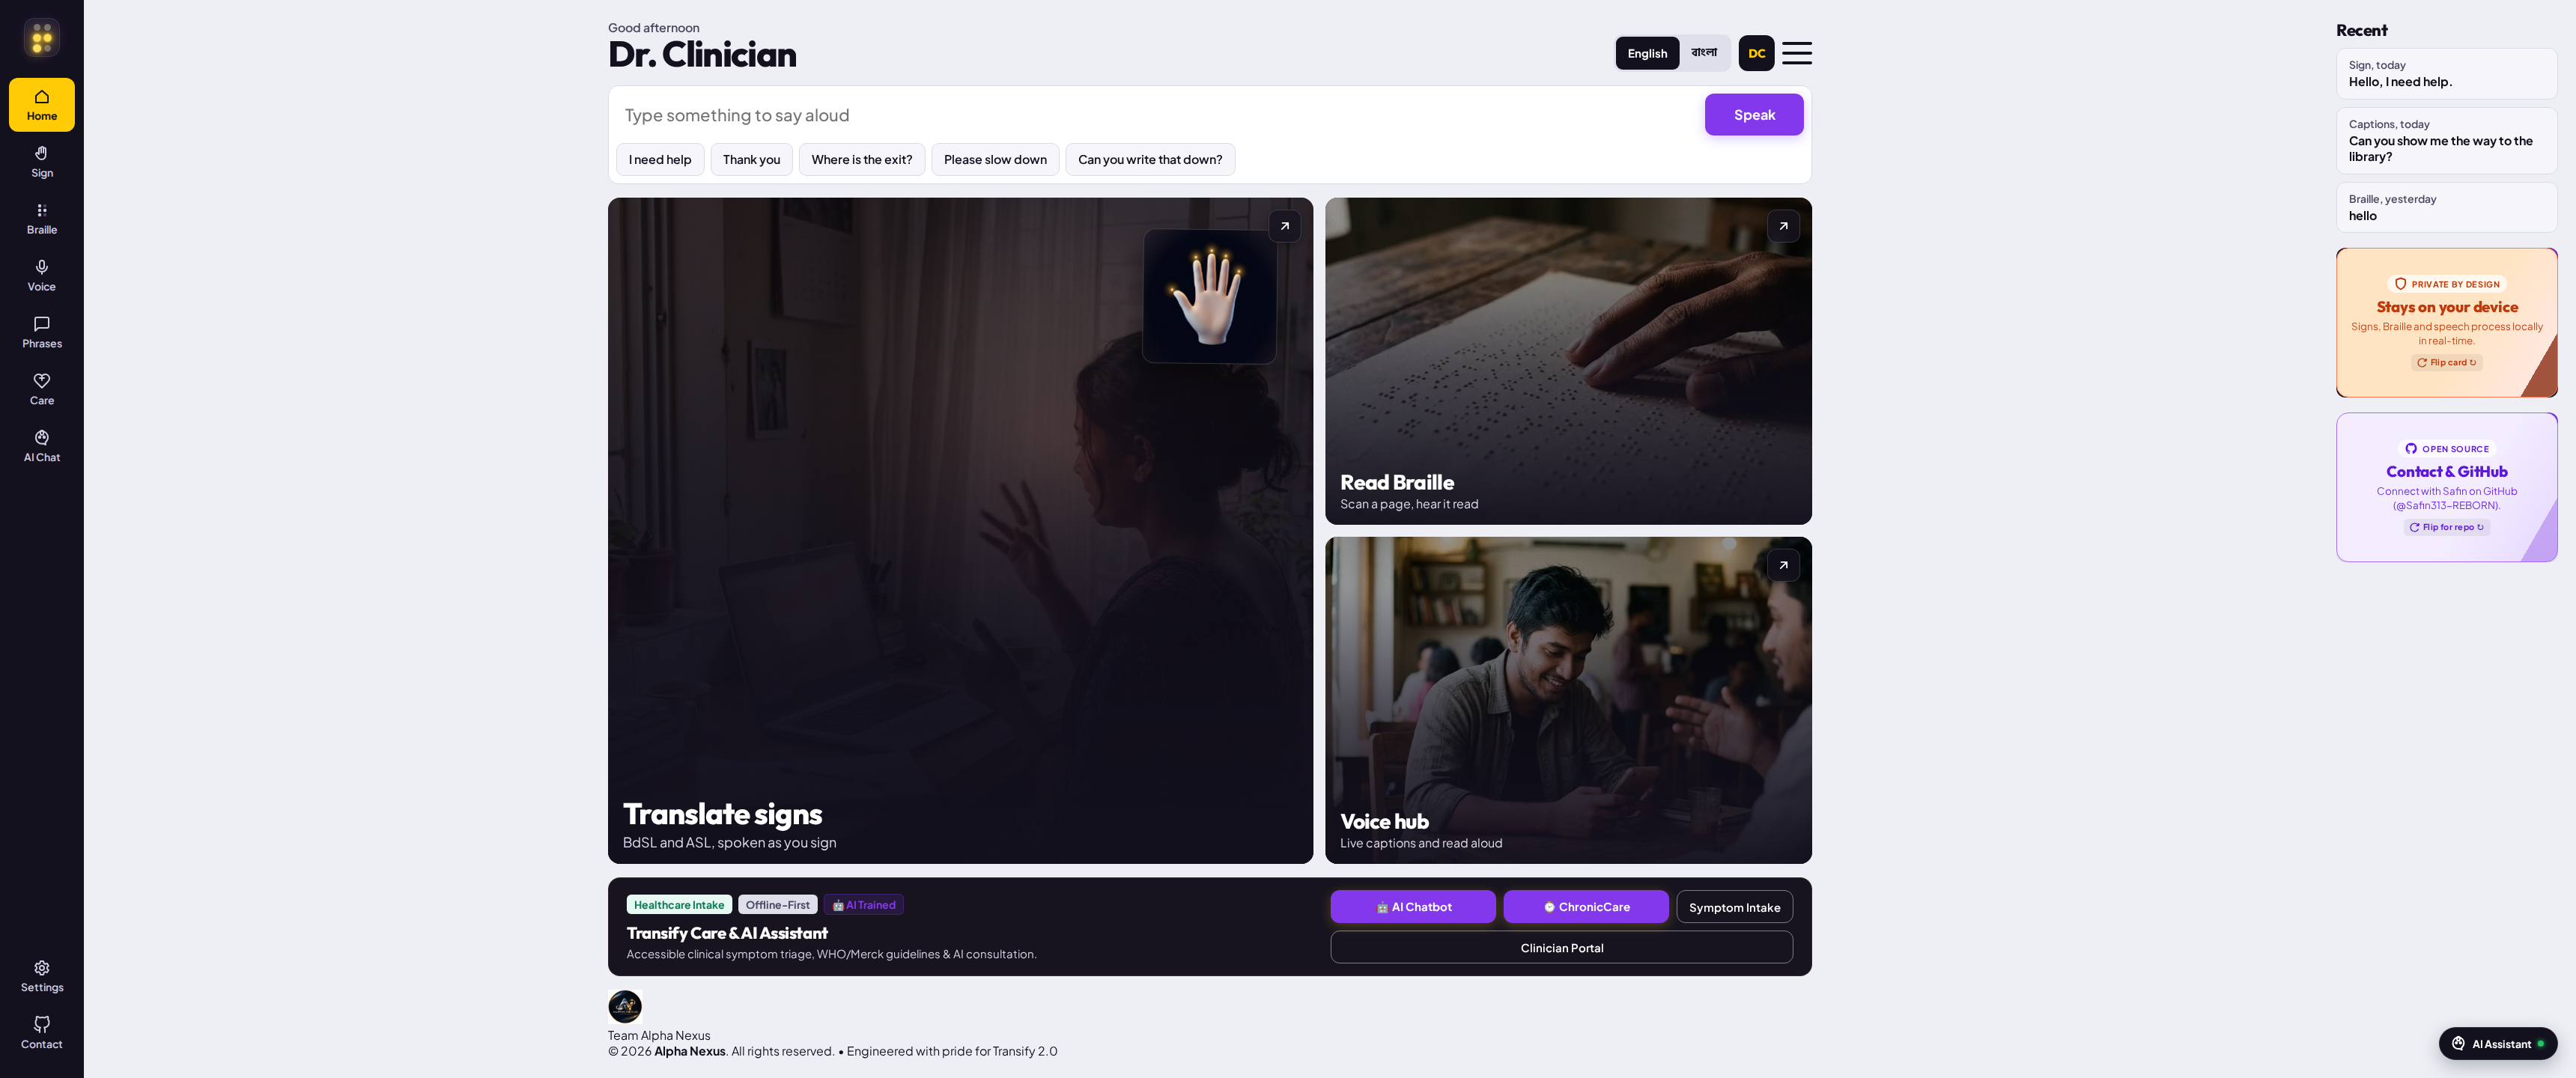 Home
Sign
Braille
Voice
Phrases
Care
AI Chat
Settings
Contact
Good afternoon
Dr. Clinician
English
বাংলা
DC
Type something to say aloud
Speak
I need help
Thank you
Where is the exit?
Please slow down
Can you write that down?
Translate signs
BdSL and ASL, spoken as you sign
Read Braille
Scan a page, hear it read
Voice hub
Live captions and read aloud
Healthcare Intake
Offline-First
🤖 AI Trained
Transify Care & AI Assistant
Accessible clinical symptom triage, WHO/Merck guidelines & AI consultation.
🤖 AI Chatbot
⌚ ChronicCare
Symptom Intake
Clinician Portal
Team Alpha Nexus
© 2026 Alpha Nexus. All rights reserved. • Engineered with pride for Transify 2.0
Recent
Sign, today
Hello, I need help.
Captions, today
Can you show me the way to the
library?
Braille, yesterday
hello
PRIVATE BY DESIGN
Stays on your device
Signs, Braille and speech process locally
in real-time.
Flip card ↻
OPEN SOURCE
Contact & GitHub
Connect with Safin on GitHub
(@Safin313-REBORN).
Flip for repo ↻
AI Assistant